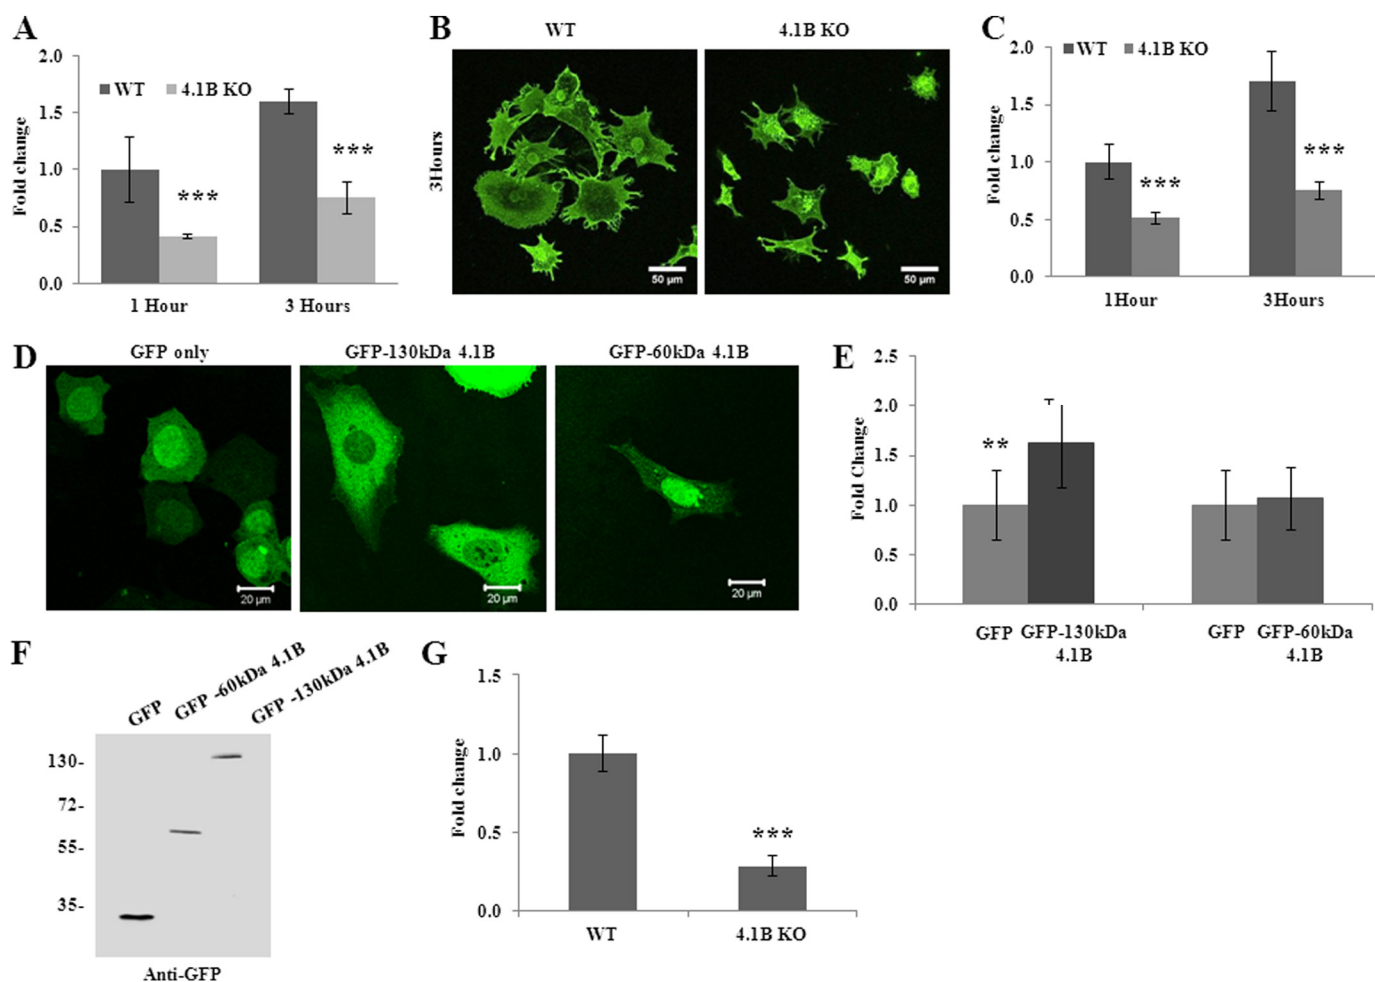 A
Fold change
2.0
1.5
1.0
0.5
0.0
WT 4.1B KO
***
***
1 Hour 3 Hours
B
WT 4.1B KO
3Hours
50 µm
50 µm
C
Fold change
2.0
1.5
1.0
0.5
0.0
WT 4.1B KO
***
***
1Hour 3Hours
D
GFP only GFP-130kDa 4.1B GFP-60kDa 4.1B
20 µm
20 µm
20 µm
E
Fold Change
2.5
2.0
1.5
1.0
0.5
0.0
**
GFP GFP-130kDa GFP GFP-60kDa
4.1B 4.1B
F
GFP
GFP -60kDa 4.1B
GFP -130kDa 4.1B
130-
72-
55-
35-
Anti-GFP
G
Fold change
1.5
1.0
0.5
0.0
***
WT 4.1B KO